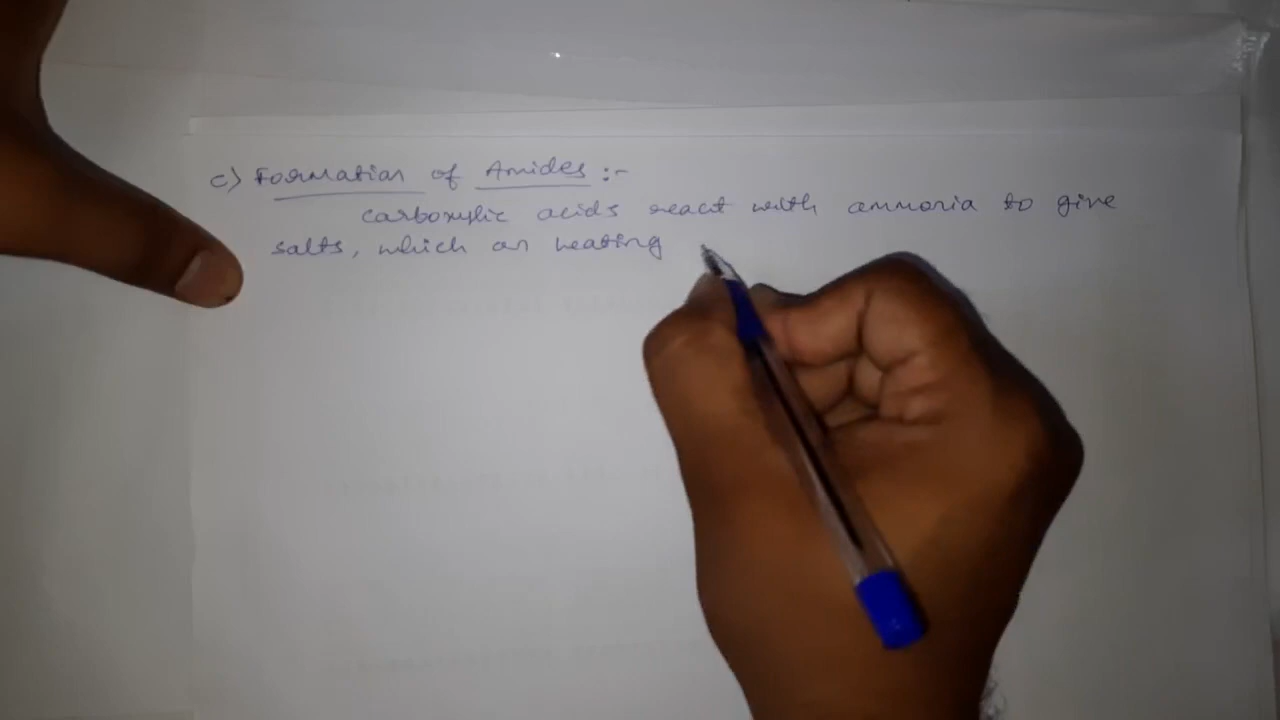 c) Formation of Amides :-
carboxylic acids react with ammonia to give
salts, which on heating